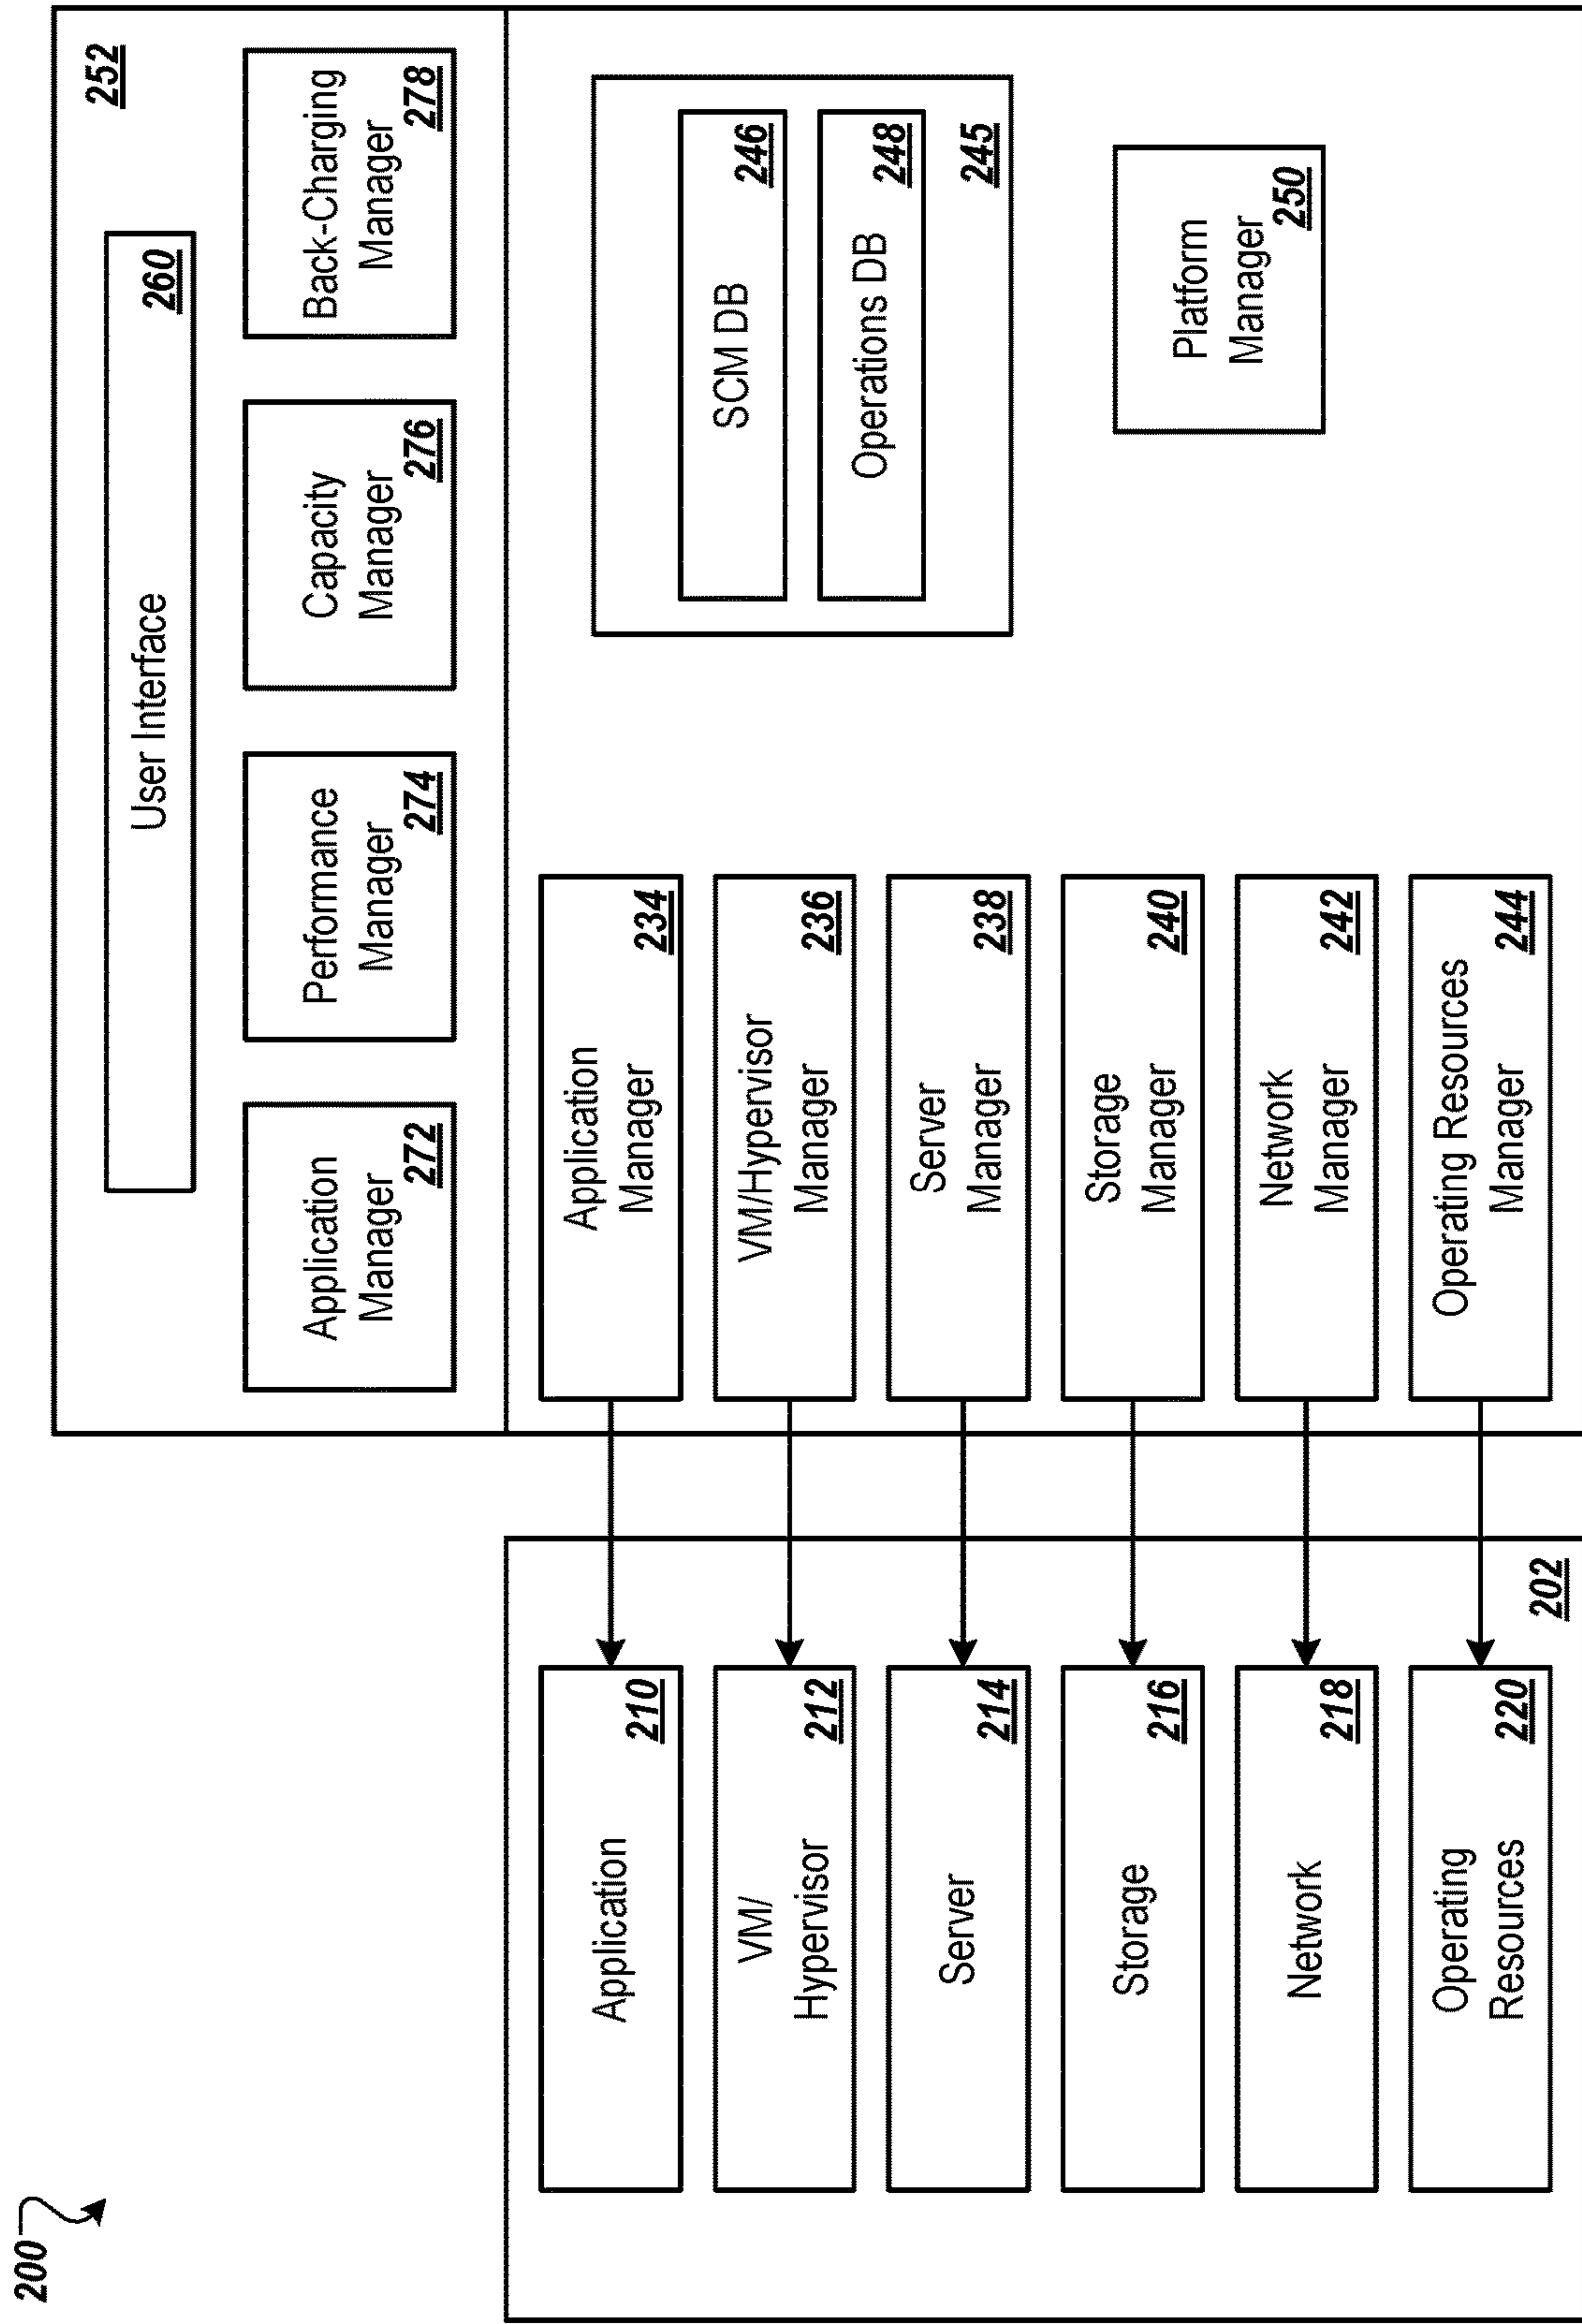 200
252
User Interface
260
Application
Manager
272
Performance
Manager
274
Capacity
Manager
276
Back-Charging
Manager
278
Application
210
VM/
Hypervisor
212
Server
214
Storage
216
Network
218
Operating
Resources
220
202
Application
Manager
234
VM/Hypervisor
Manager
236
Server
Manager
238
Storage
Manager
240
Network
Manager
242
Operating Resources
Manager
244
SCM DB
246
Operations DB
248
245
Platform
Manager
250